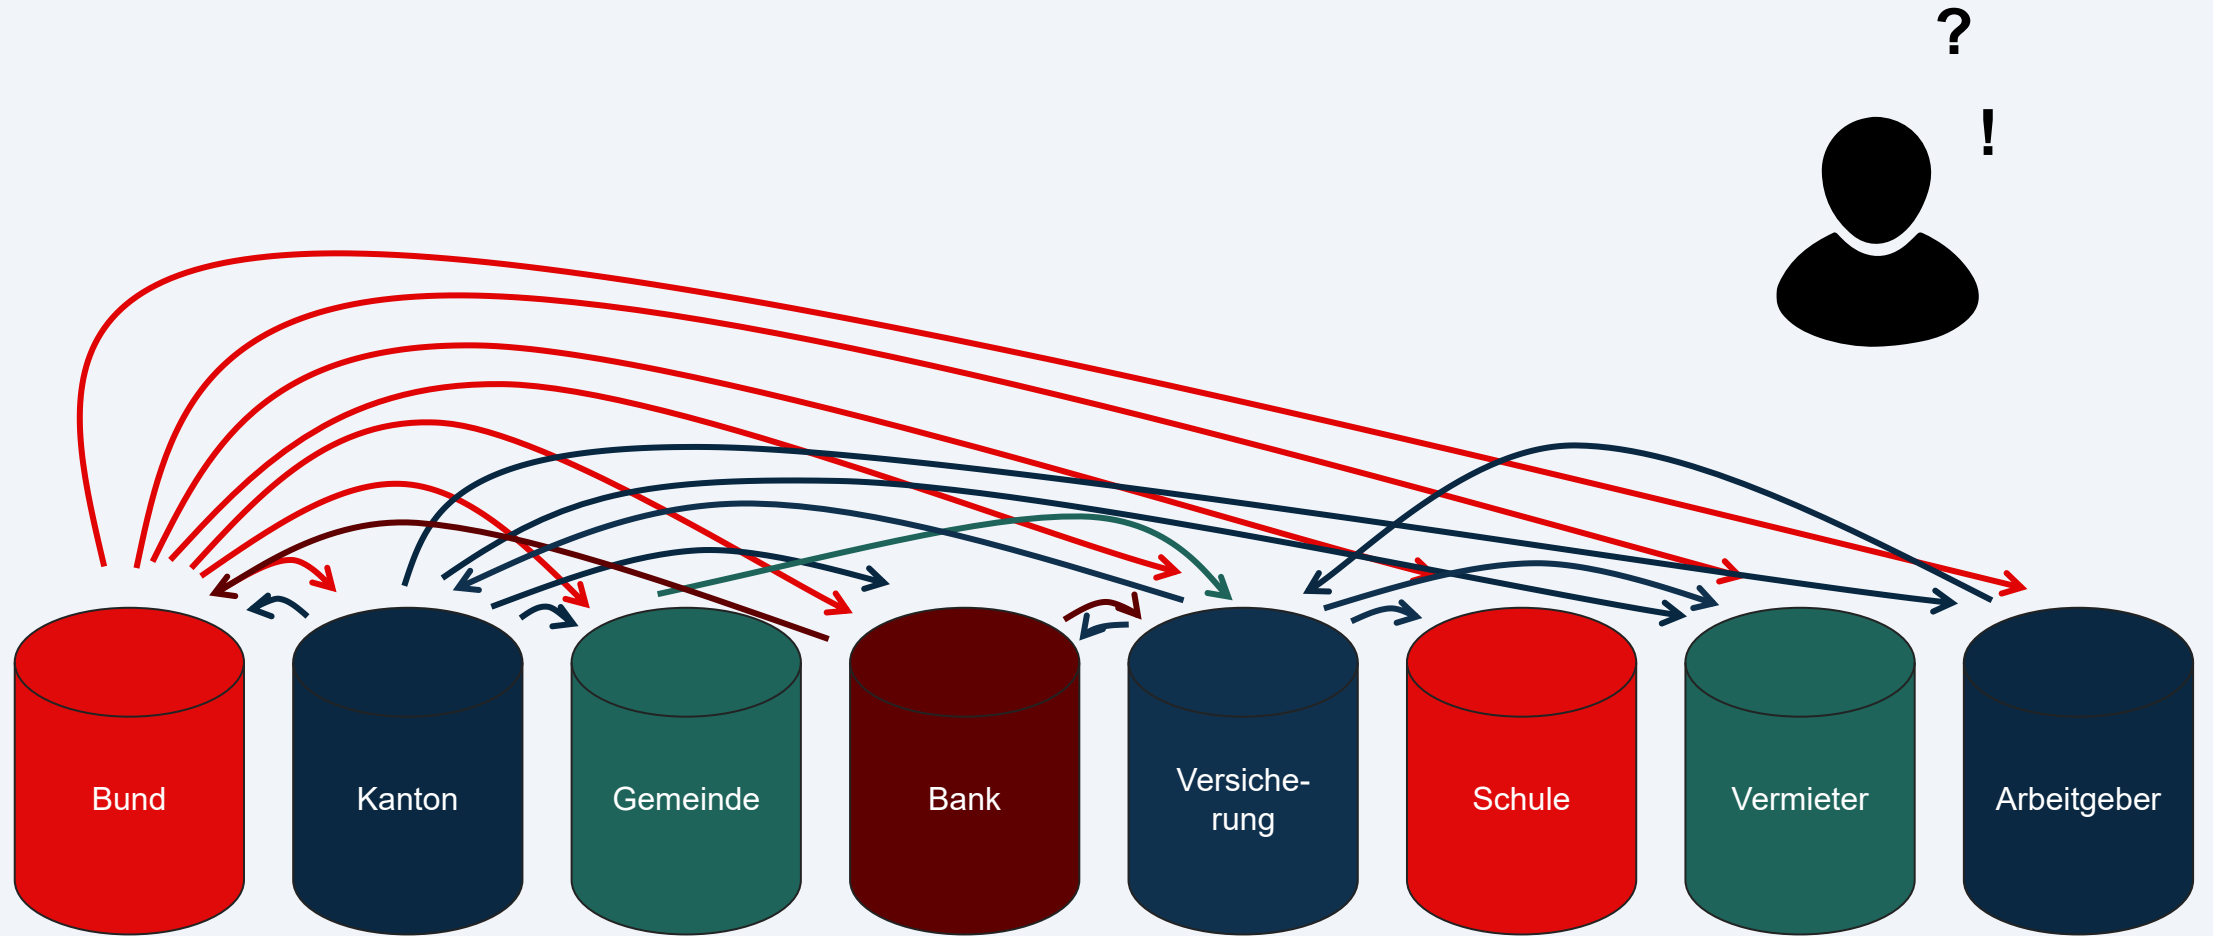 ?
!
Bund
Kanton
Gemeinde
Bank
Versiche-
rung
Schule
Vermieter
Arbeitgeber